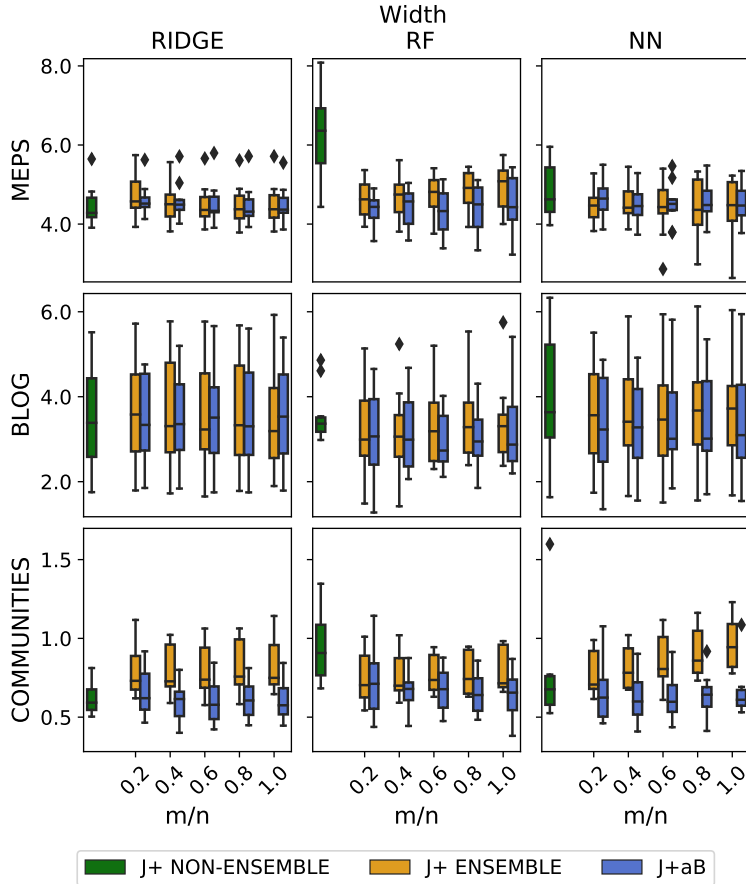 Width
RIDGE RF NN
MEPS
8.0
6.0
4.0
BLOG
6.0
4.0
2.0
COMMUNITIES
1.5
1.0
0.5
0.2 0.4 0.6 0.8 1.0 0.2 0.4 0.6 0.8 1.0 0.2 0.4 0.6 0.8 1.0
m/n m/n m/n
J+ NON-ENSEMBLE J+ ENSEMBLE J+aB